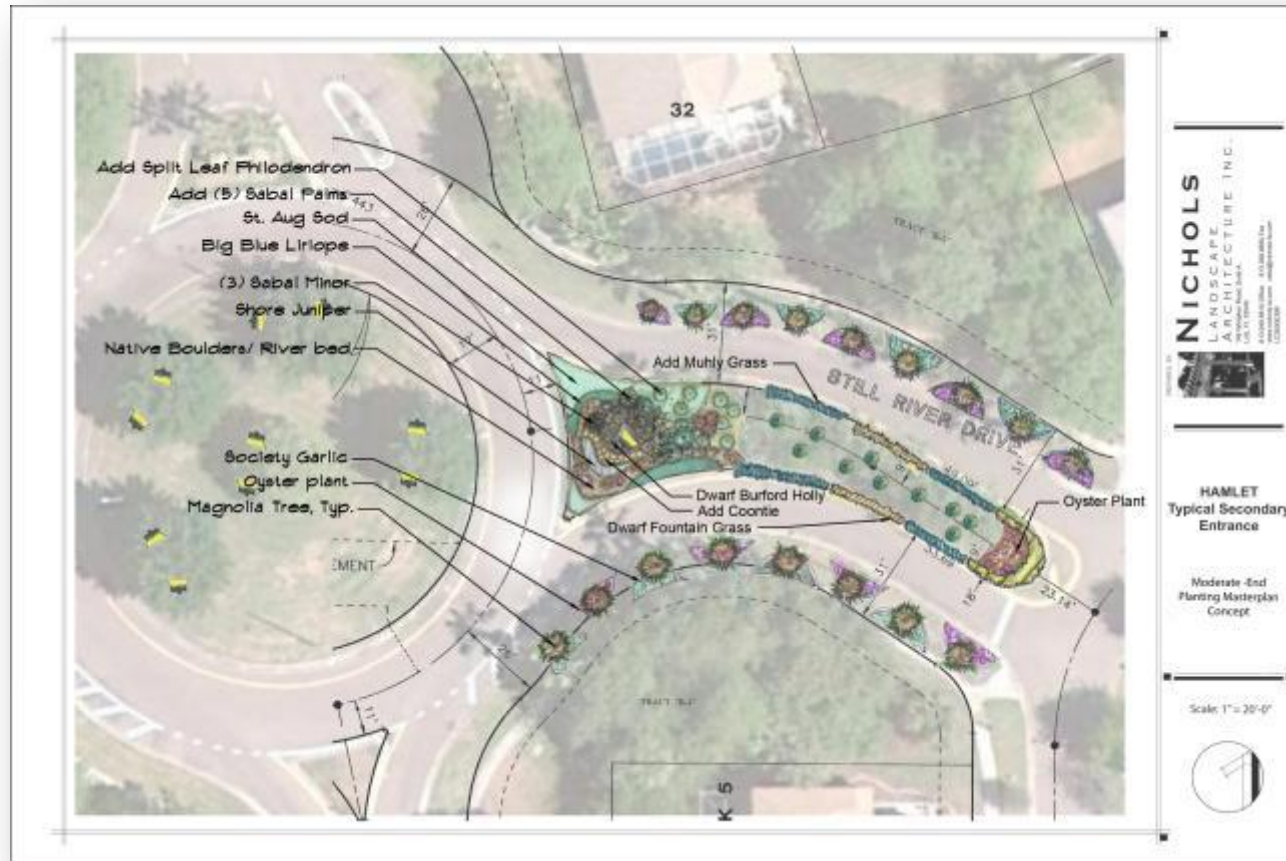 32
Add Split Leaf Philodendron
Add (5) Sabal Palms
St. Aug Sod
Big Blue Liriope
(3) Sabal Minor
Shore Juniper
Native Boulders/ River bed
Society Garlic
Oyster plant
Magnolia Tree, Typ.
Add Muhly Grass
STILL RIVER DRIVE
Dwarf Burford Holly
Add Coontie
Dwarf Fountain Grass
Oyster Plant
EMENT
23.14'
K 5
NICHOLS
LANDSCAPE
ARCHITECTURE INC.
HAMLET
Typical Secondary
Entrance
Moderate -End
Planting Masterplan
Concept
Scale: 1" = 20'-0"